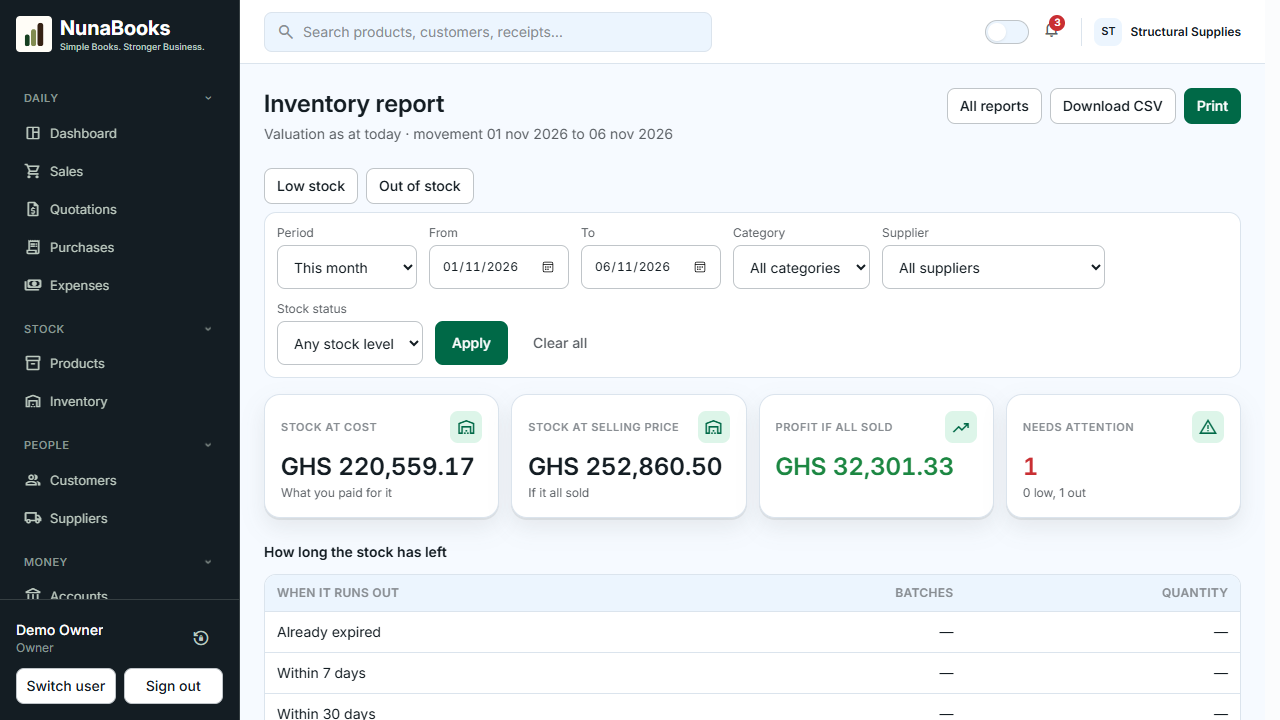 NunaBooks
Simple Books. Stronger Business.
DAILY
Dashboard
Sales
Quotations
Purchases
Expenses
STOCK
Products
Inventory
PEOPLE
Customers
Suppliers
MONEY
Accounts
Demo Owner
Owner
Switch user
Sign out
Search products, customers, receipts...
3
ST
Structural Supplies
Inventory report
Valuation as at today · movement 01 nov 2026 to 06 nov 2026
All reports
Download CSV
Print
Low stock
Out of stock
Period
From
To
Category
Supplier
This month
01/11/2026
06/11/2026
All categories
All suppliers
Stock status
Any stock level
Apply
Clear all
STOCK AT COST
GHS 220,559.17
What you paid for it
STOCK AT SELLING PRICE
GHS 252,860.50
If it all sold
PROFIT IF ALL SOLD
GHS 32,301.33
NEEDS ATTENTION
1
0 low, 1 out
How long the stock has left
WHEN IT RUNS OUT BATCHES QUANTITY
Already expired — —
Within 7 days — —
Within 30 days — —